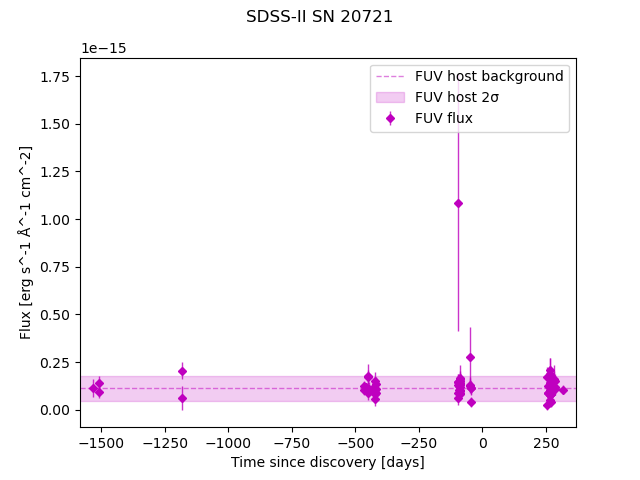 SDSS-II SN 20721
1e−15
FUV host background
FUV host 2σ
FUV flux
1.75
1.50
1.25
1.00
0.75
0.50
0.25
0.00
Flux [erg s^-1 Å^-1 cm^-2]
−1500
−1250
−1000
−750
−500
−250
0
250
Time since discovery [days]